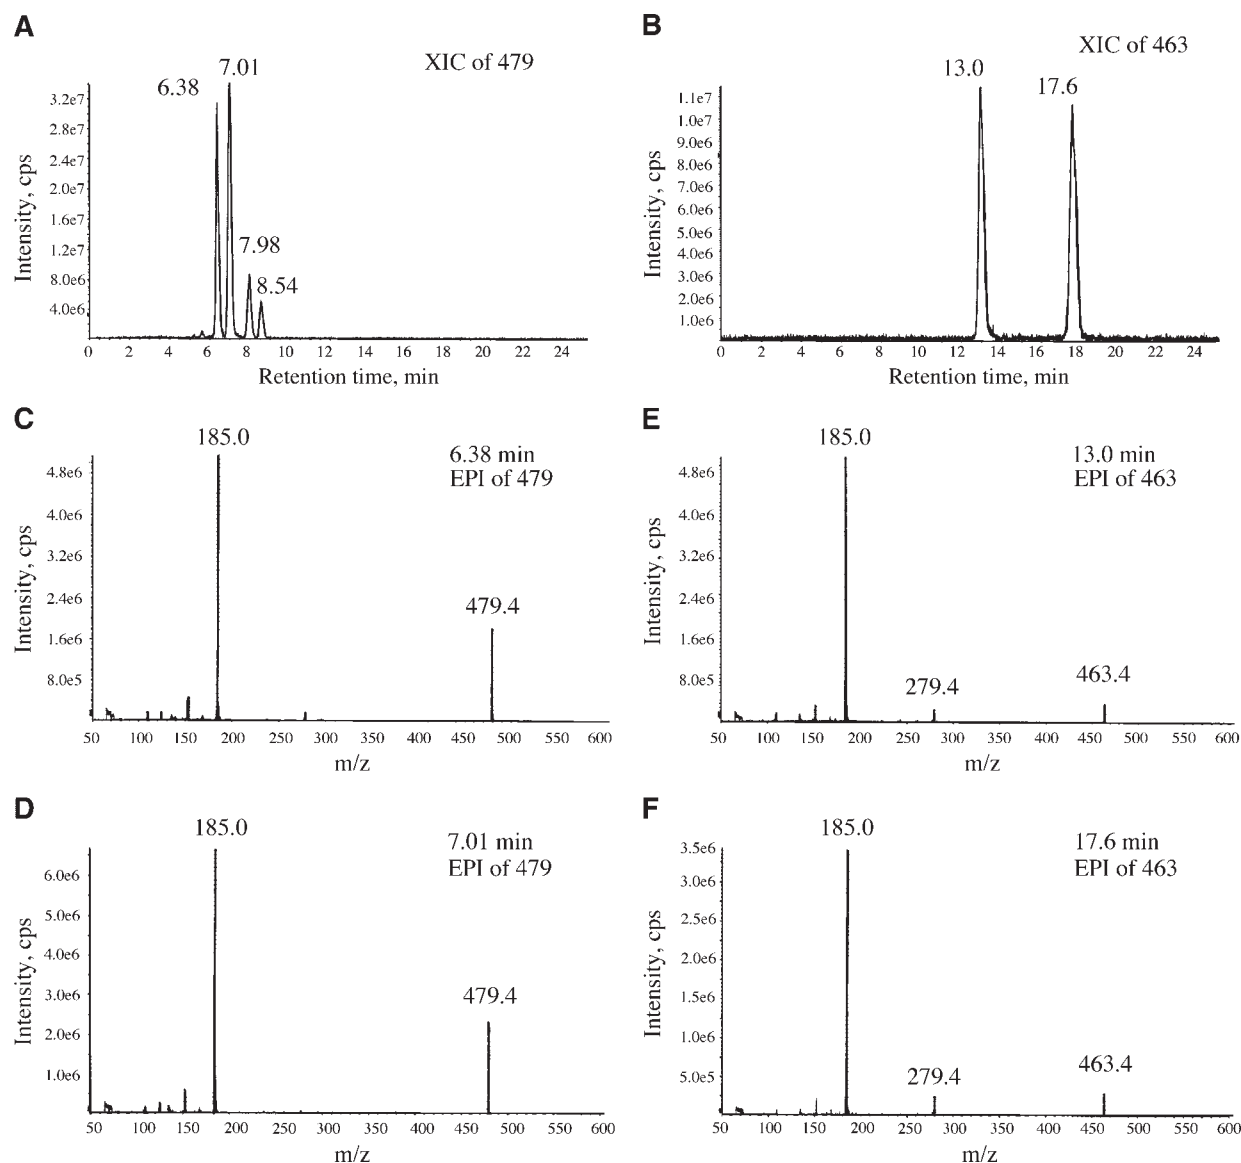 A
XIC of 479
6.38
7.01
7.98
8.54
Intensity, cps
3.2e7
2.8e7
2.4e7
2.0e7
1.6e7
1.2e7
8.0e6
4.0e6
0 2 4 6 8 10 12 14 16 18 20 22 24
Retention time, min
B
XIC of 463
13.0
17.6
Intensity, cps
1.1e7
1.0e7
9.0e6
8.0e6
7.0e6
6.0e6
5.0e6
4.0e6
3.0e6
2.0e6
1.0e6
0 2 4 6 8 10 12 14 16 18 20 22 24
Retention time, min
C
185.0
6.38 min
EPI of 479
479.4
Intensity, cps
4.8e6
4.0e6
3.2e6
2.4e6
1.6e6
8.0e5
50 100 150 200 250 300 350 400 450 500 550 600
m/z
E
185.0
13.0 min
EPI of 463
279.4
463.4
Intensity, cps
4.8e6
4.0e6
3.2e6
2.4e6
1.6e6
8.0e5
50 100 150 200 250 300 350 400 450 500 550 600
m/z
D
185.0
7.01 min
EPI of 479
479.4
Intensity, cps
6.0e6
5.0e6
4.0e6
3.0e6
2.0e6
1.0e6
50 100 150 200 250 300 350 400 450 500 550 600
m/z
F
185.0
17.6 min
EPI of 463
279.4
463.4
Intensity, cps
3.5e6
3.0e6
2.5e6
2.0e6
1.5e6
1.0e6
5.0e5
50 100 150 200 250 300 350 400 450 500 550 600
m/z